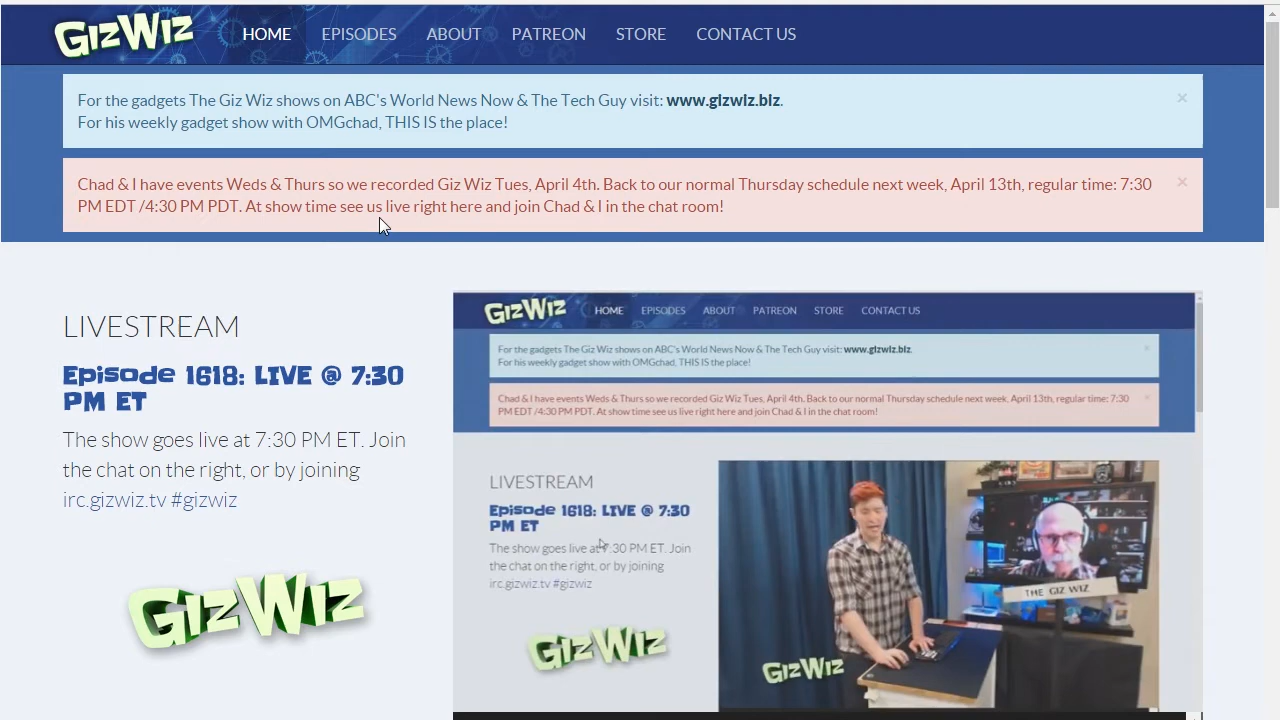 GizWiz HOME EPISODES ABOUT PATREON STORE CONTACT US
For the gadgets The Giz Wiz shows on ABC's World News Now & The Tech Guy visit: www.gizwiz.biz. ×
For his weekly gadget show with OMGchad, THIS IS the place!
Chad & I have events Weds & Thurs so we recorded Giz Wiz Tues, April 4th. Back to our normal Thursday schedule next week, April 13th, regular time: 7:30 ×
PM EDT /4:30 PM PDT. At show time see us live right here and join Chad & I in the chat room!
LIVESTREAM
Episode 1618: LIVE @ 7:30
PM ET
The show goes live at 7:30 PM ET. Join
the chat on the right, or by joining
irc.gizwiz.tv #gizwiz
GizWiz
GizWiz HOME EPISODES ABOUT PATREON STORE CONTACT US
For the gadgets The Giz Wiz shows on ABC's World News Now & The Tech Guy visit: www.gizwiz.biz.
For his weekly gadget show with OMGchad, THIS IS the place!
Chad & I have events Weds & Thurs so we recorded Giz Wiz Tues, April 4th. Back to our normal Thursday schedule next week, April 13th, regular time: 7:30
PM EDT /4:30 PM PDT. At show time see us live right here and join Chad & I in the chat room!
LIVESTREAM
Episode 1618: LIVE @ 7:30
PM ET
The show goes live at 7:30 PM ET. Join
the chat on the right, or by joining
irc.gizwiz.tv #gizwiz
GizWiz
THE GIZ WIZ
GizWiz